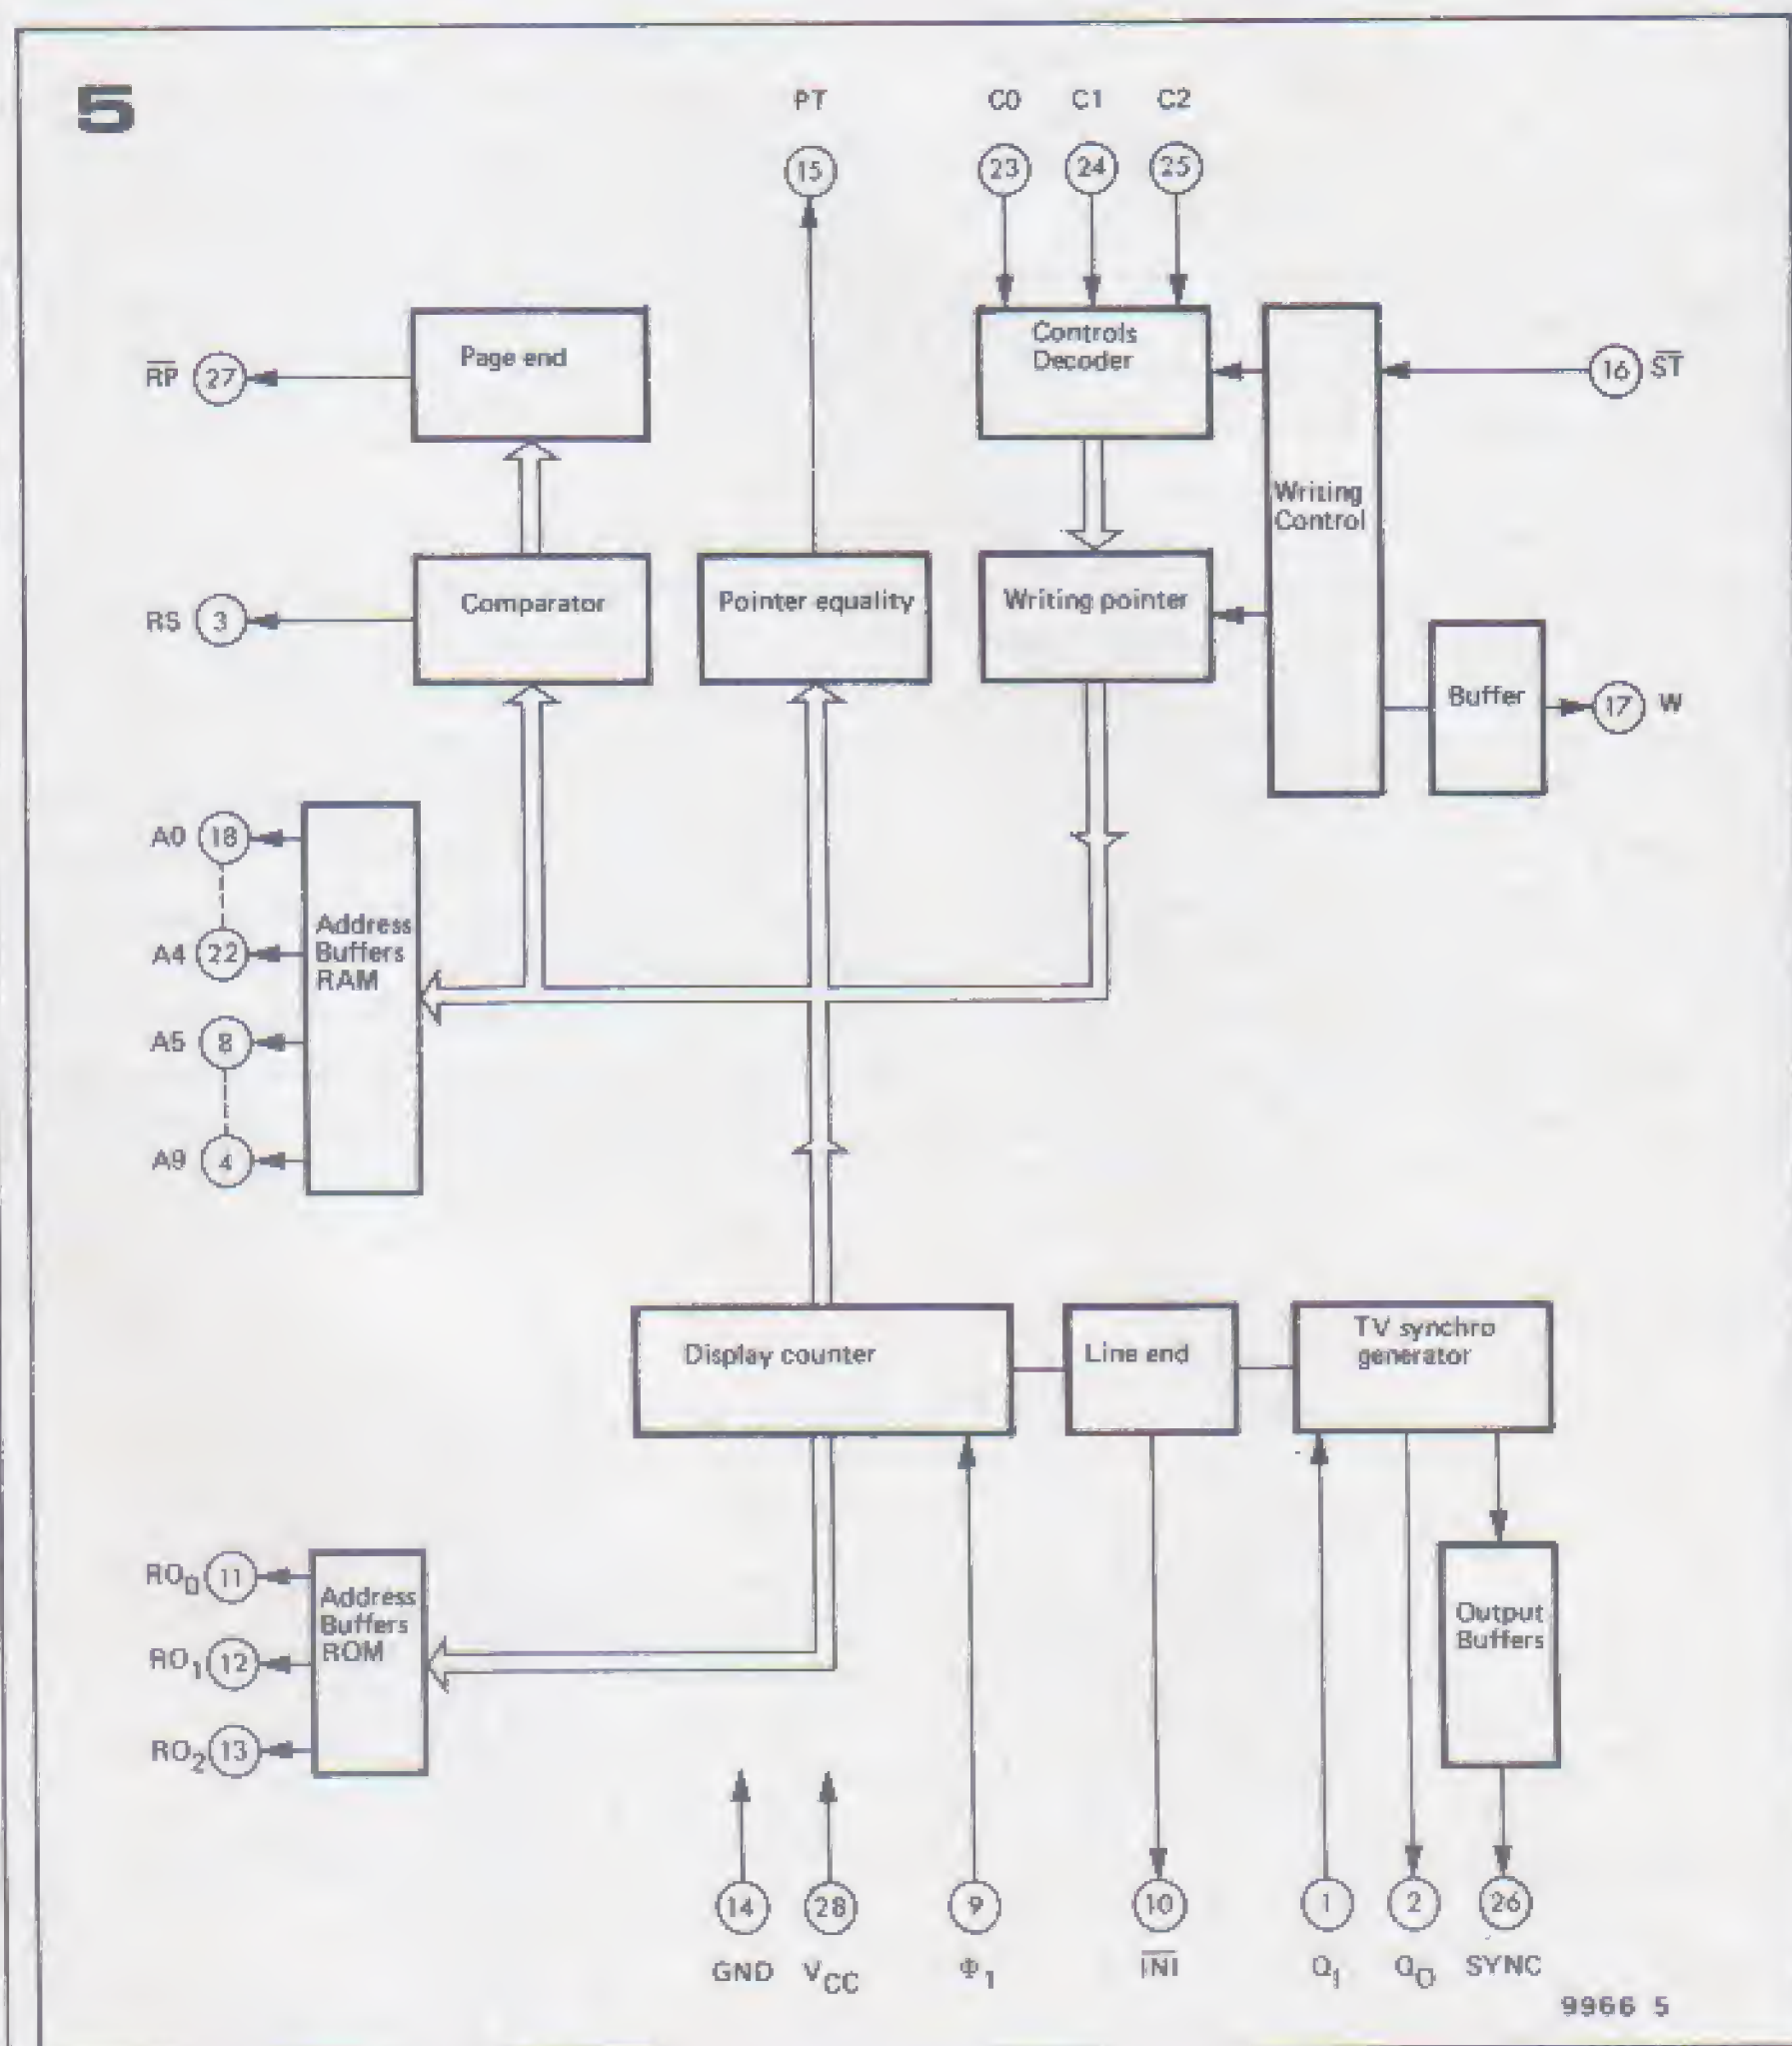 5
PT
C0 C1 C2
15
23 24 25
Page end
Controls
Decoder
RP 27
16 ST
Writing
Control
Comparator
Pointer equality
Writing pointer
RS 3
Buffer
17 W
A0 18
A4 22
Address
Buffers
RAM
A5 8
A9 4
Display counter
Line end
TV synchro
generator
RO0 11
RO1 12
RO2 13
Address
Buffers
ROM
Output
Buffers
14 28 9 10 1 2 26
GND VCC Φ1 INI QI QO SYNC
9966 5